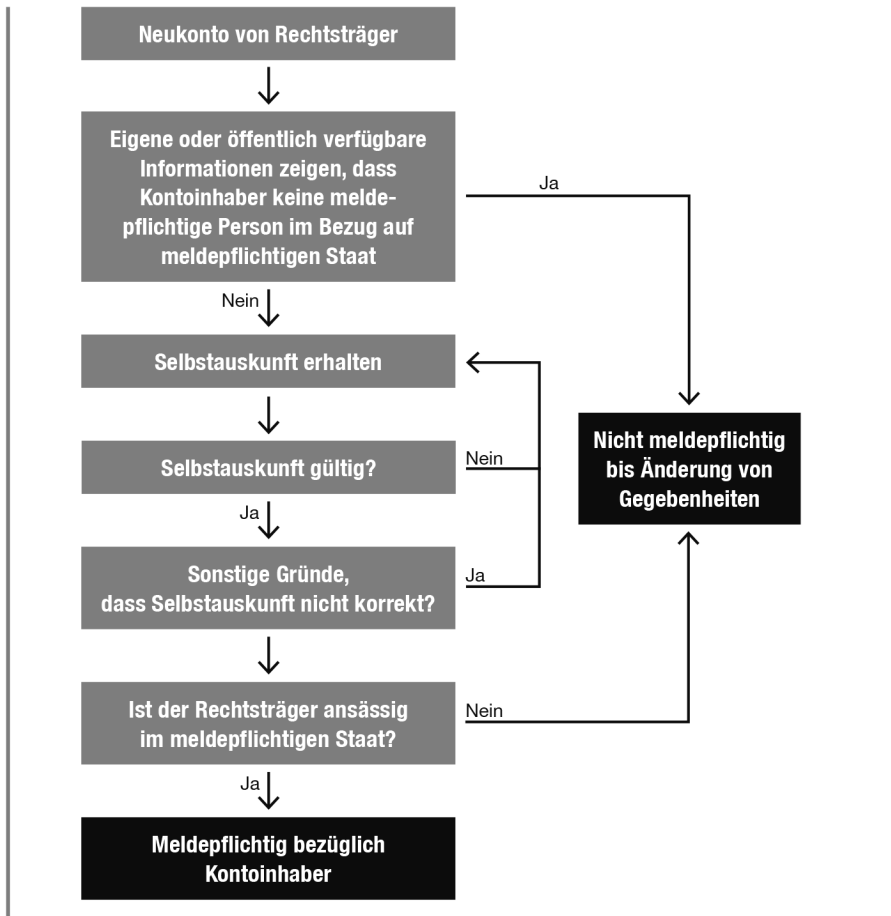 Neukonto von Rechtsträger
Eigene oder öffentlich verfügbare
Informationen zeigen, dass
Kontoinhaber keine melde-
pflichtige Person im Bezug auf
meldepflichtigen Staat
Ja
Nein
Selbstauskunft erhalten
Nicht meldepflichtig
bis Änderung von
Gegebenheiten
Selbstauskunft gültig?
Nein
Ja
Sonstige Gründe,
dass Selbstauskunft nicht korrekt?
Ja
Ist der Rechtsträger ansässig
im meldepflichtigen Staat?
Nein
Ja
Meldepflichtig bezüglich
Kontoinhaber